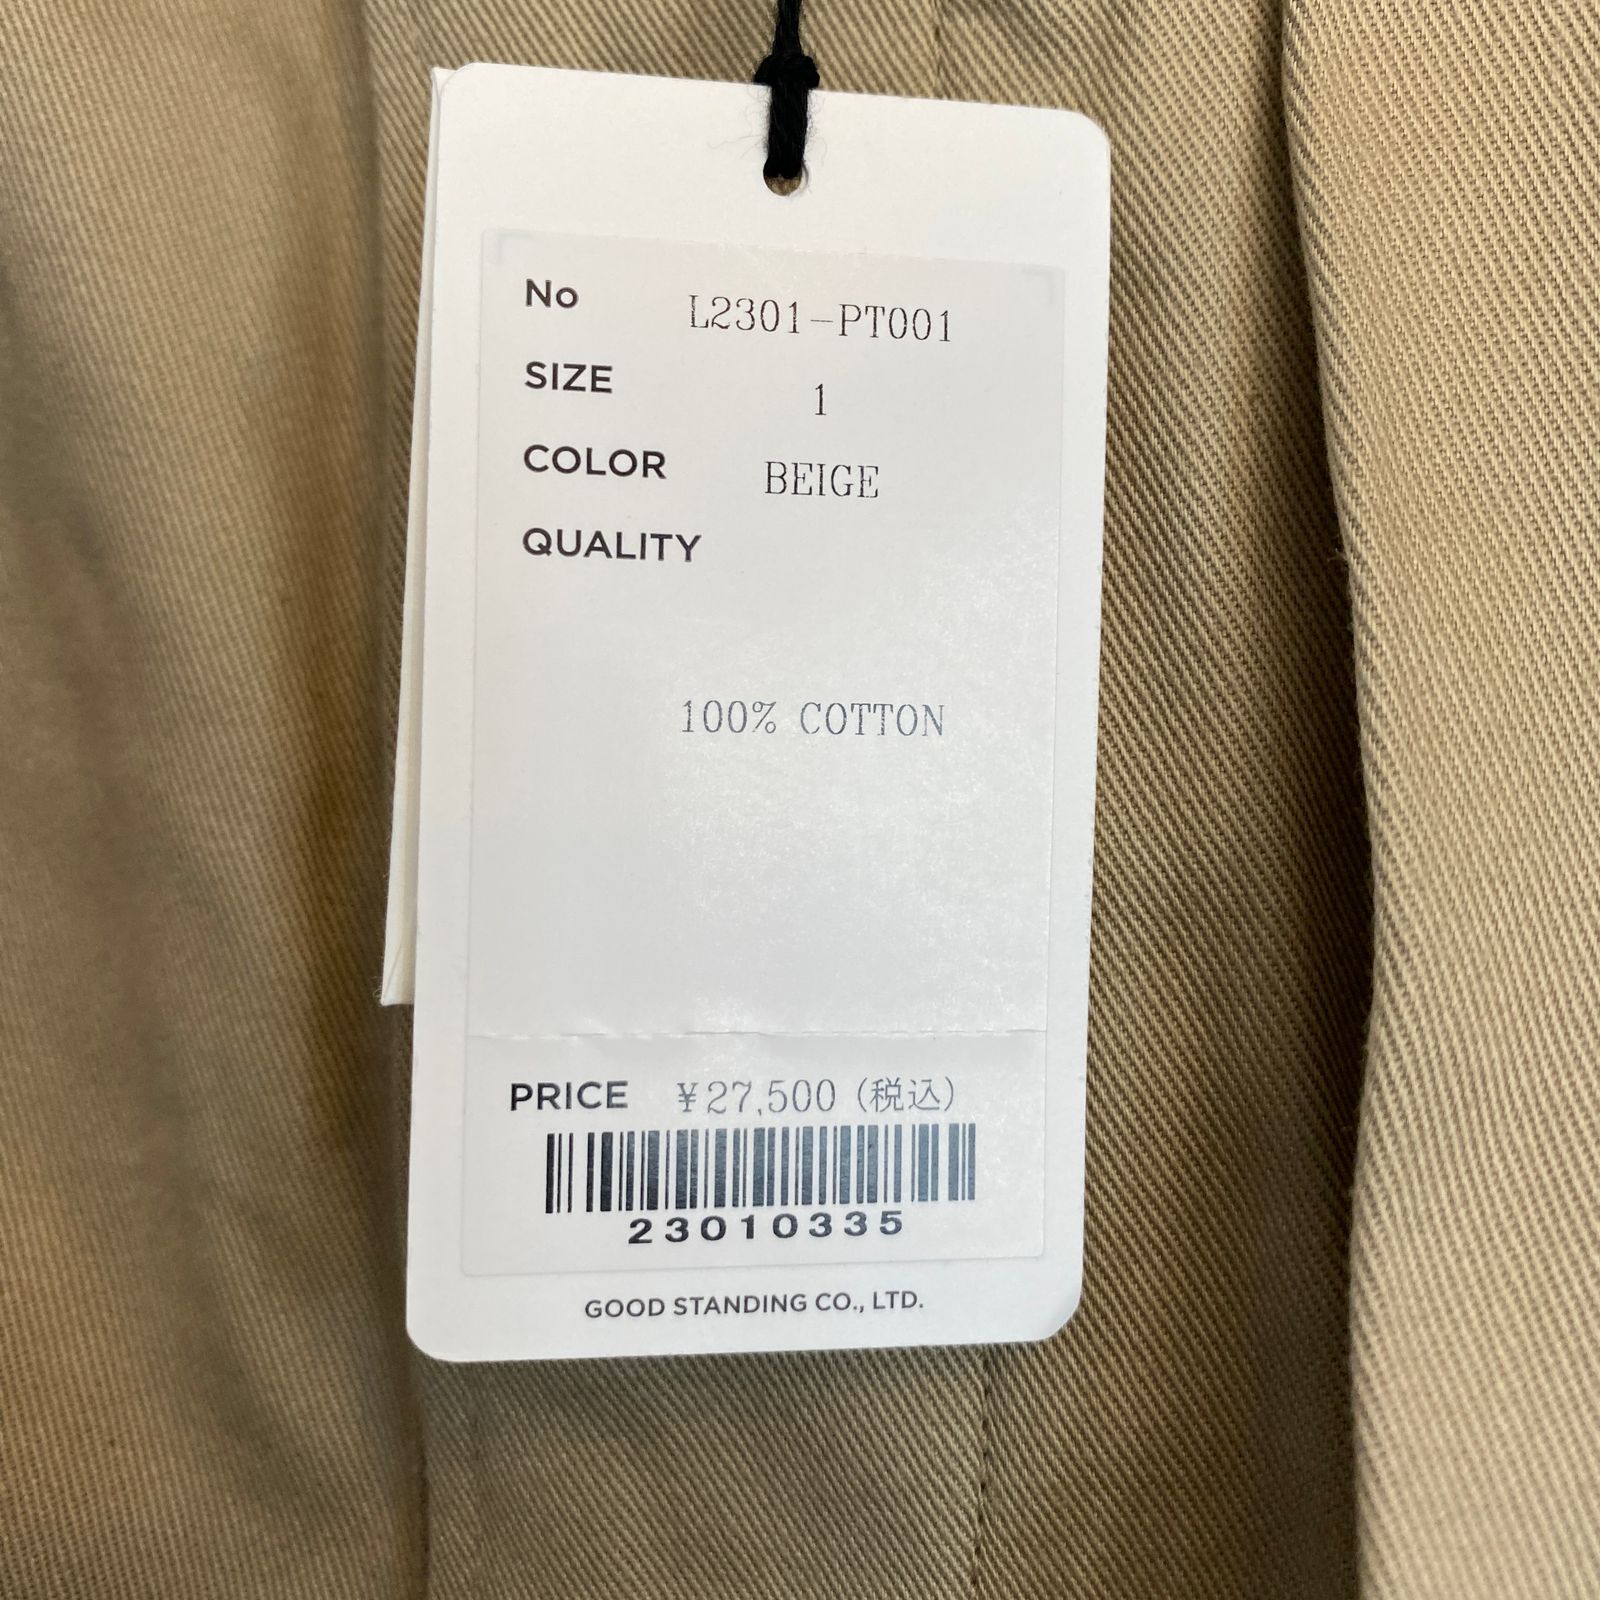 No L2301-PT001
SIZE 1
COLOR BEIGE
QUALITY
100% COTTON
PRICE ¥27,500 (税込)
23010335
GOOD STANDING CO., LTD.